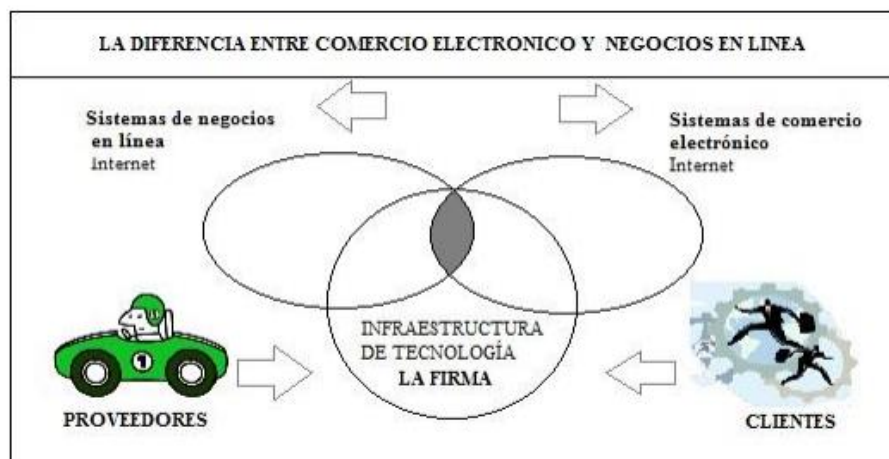 LA DIFERENCIA ENTRE COMERCIO ELECTRONICO Y NEGOCIOS EN LINEA
Sistemas de negocios
en línea
Internet
Sistemas de comercio
electrónico
Internet
INFRAESTRUCTURA
DE TECNOLOGÍA
LA FIRMA
1
PROVEEDORES
CLIENTES